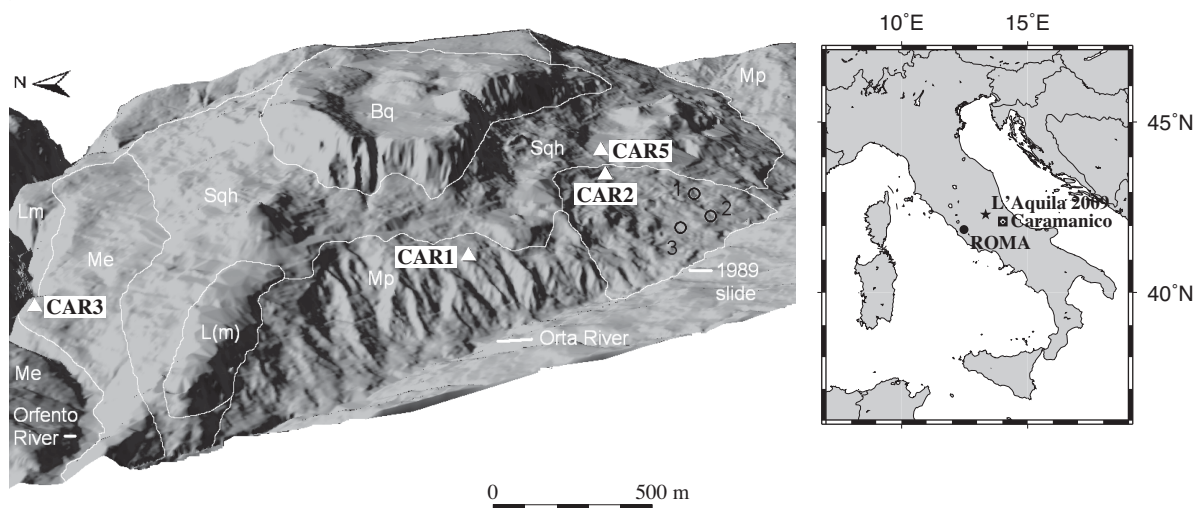 N
Bq
Mp
Sqh
CAR5
CAR2
Sqh
1
2
3
Lm
Me
CAR1
Mp
CAR3
L(m)
1989
slide
Orta River
Me
Orfento
River
0 500 m
10°E 15°E
45°N
L'Aquila 2009
Caramanico
ROMA
40°N